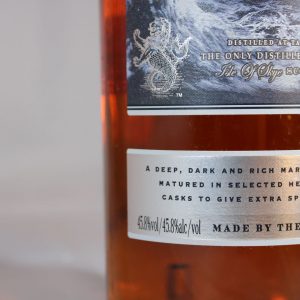 DISTILLED AT TA
THE ONLY DISTILLE
Isle Of Skye
TM
A DEEP, DARK AND RICH MAR
MATURED IN SELECTED HE
CASKS TO GIVE EXTRA SP
45.8%vol/45.8%alc/vol
MADE BY THE